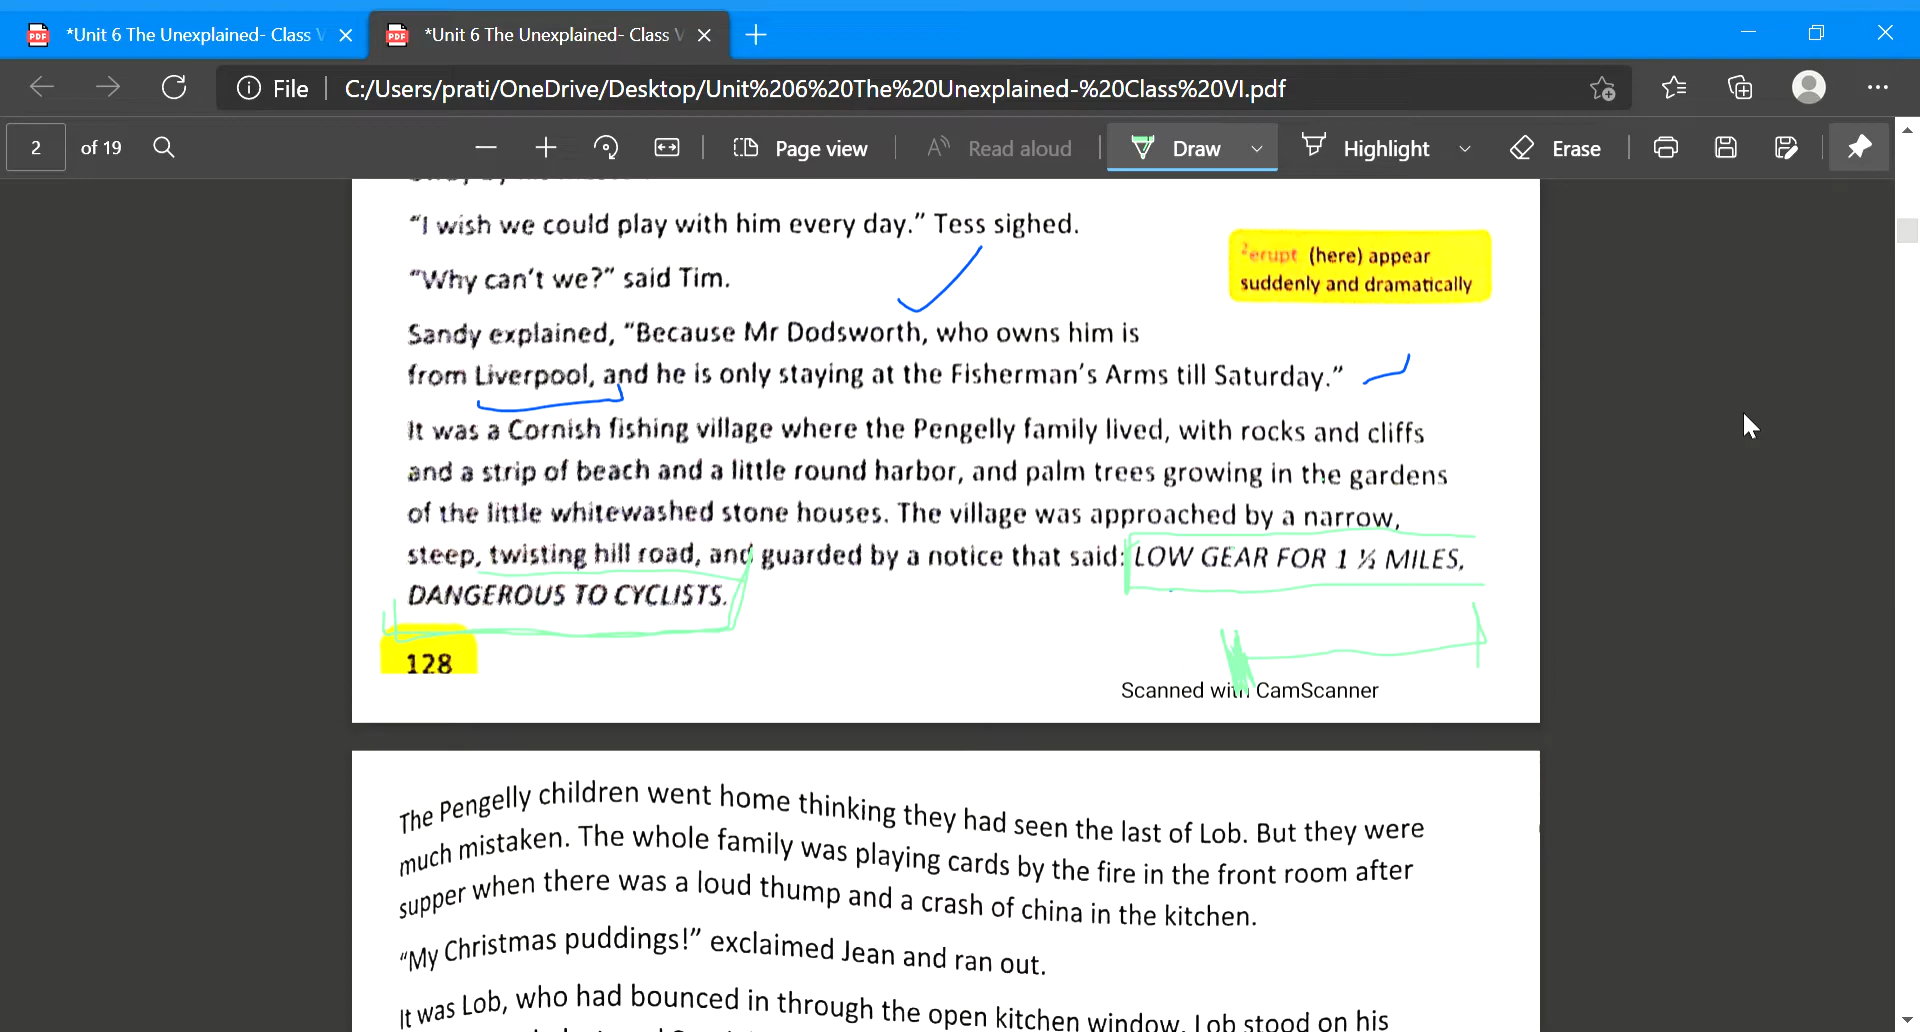 *Unit 6 The Unexplained- Class V
*Unit 6 The Unexplained- Class V
File
C:/Users/prati/OneDrive/Desktop/Unit%206%20The%20Unexplained-%20Class%20VI.pdf
2 of 19
Page view
Read aloud
Draw
Highlight
Erase
“I wish we could play with him every day.” Tess sighed.
“Why can’t we?” said Tim.
²erupt (here) appear
suddenly and dramatically
Sandy explained, “Because Mr Dodsworth, who owns him is
from Liverpool, and he is only staying at the Fisherman’s Arms till Saturday.”
It was a Cornish fishing village where the Pengelly family lived, with rocks and cliffs
and a strip of beach and a little round harbor, and palm trees growing in the gardens
of the little whitewashed stone houses. The village was approached by a narrow,
steep, twisting hill road, and guarded by a notice that said: LOW GEAR FOR 1 ½ MILES,
DANGEROUS TO CYCLISTS.
128
Scanned with CamScanner
The Pengelly children went home thinking they had seen the last of Lob. But they were
much mistaken. The whole family was playing cards by the fire in the front room after
supper when there was a loud thump and a crash of china in the kitchen.
“My Christmas puddings!” exclaimed Jean and ran out.
It was Lob, who had bounced in through the open kitchen window. Lob stood on his